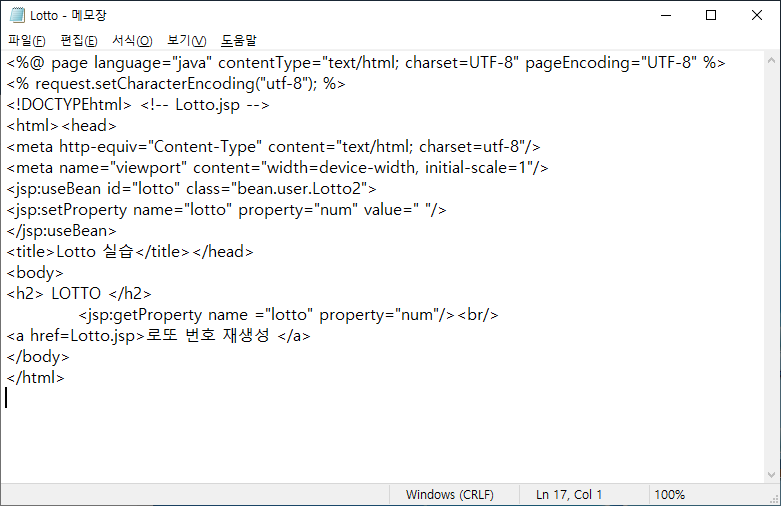 Lotto - 메모장
파일(F) 편집(E) 서식(O) 보기(V) 도움말
<%@ page language="java" contentType="text/html; charset=UTF-8" pageEncoding="UTF-8" %>
<% request.setCharacterEncoding("utf-8"); %>
<!DOCTYPEhtml> <!-- Lotto.jsp -->
<html><head>
<meta http-equiv="Content-Type" content="text/html; charset=utf-8"/>
<meta name="viewport" content="width=device-width, initial-scale=1"/>
<jsp:useBean id="lotto" class="bean.user.Lotto2">
<jsp:setProperty name="lotto" property="num" value=" "/>
</jsp:useBean>
<title>Lotto 실습</title></head>
<body>
<h2> LOTTO </h2>
<jsp:getProperty name ="lotto" property="num"/><br/>
<a href=Lotto.jsp>로또 번호 재생성 </a>
</body>
</html>
Windows (CRLF) Ln 17, Col 1 100%